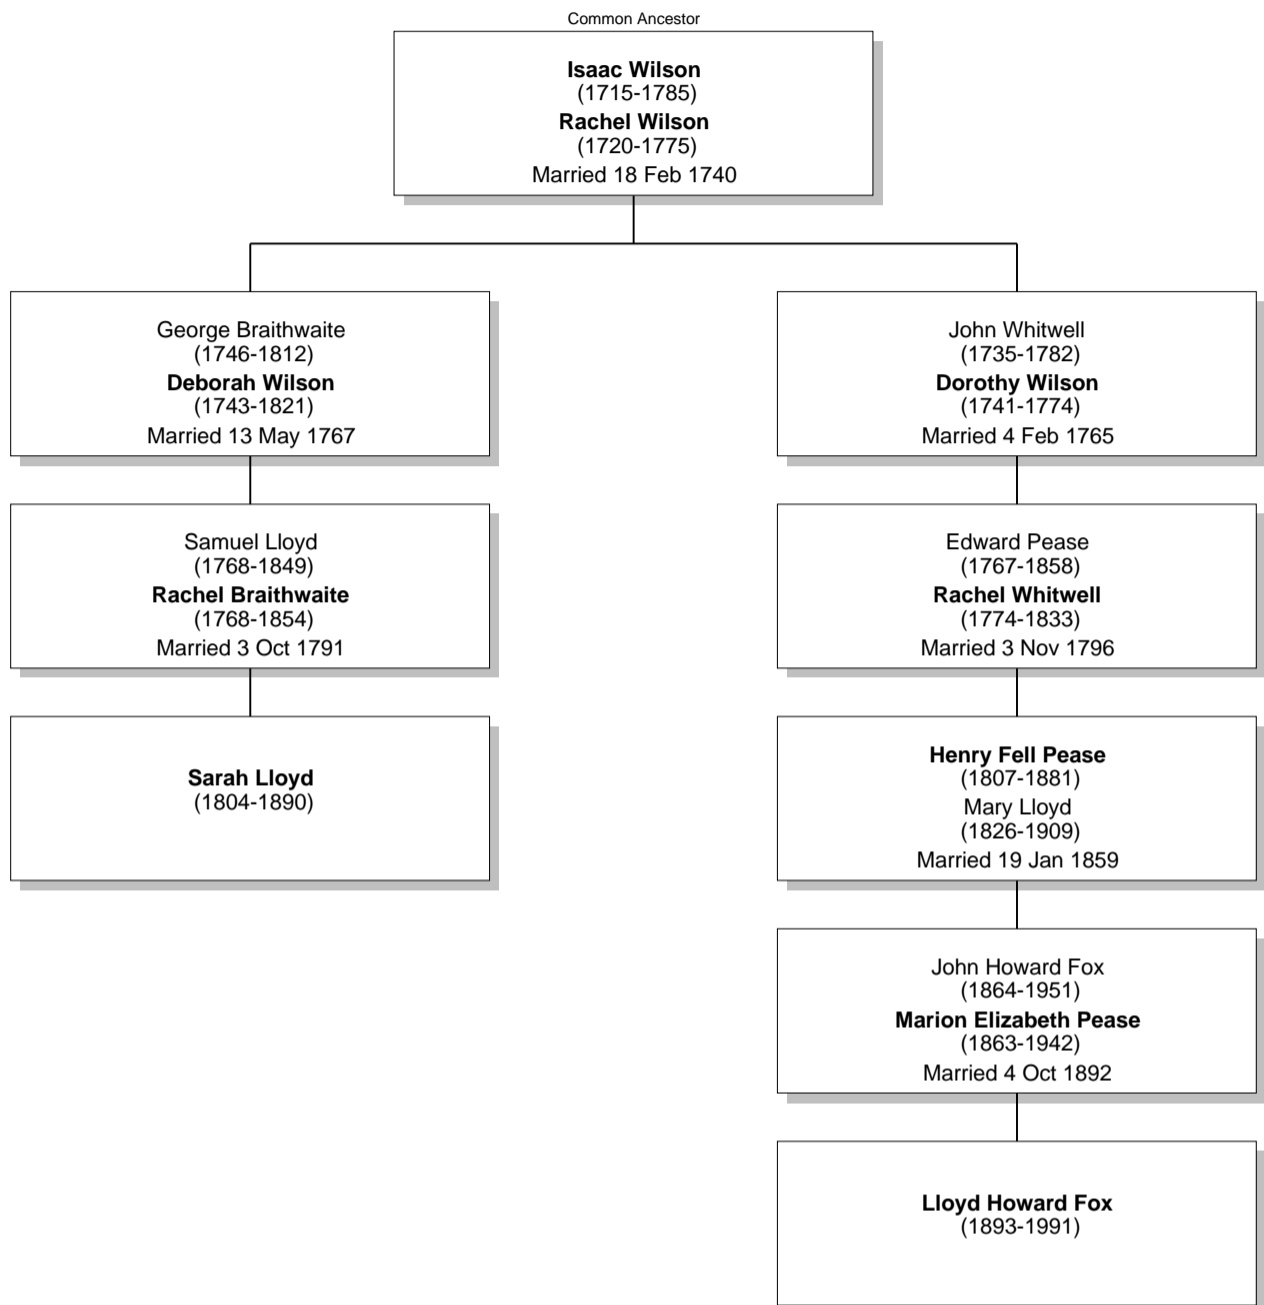 Common Ancestor
Isaac Wilson
(1715-1785)
Rachel Wilson
(1720-1775)
Married 18 Feb 1740
George Braithwaite
(1746-1812)
Deborah Wilson
(1743-1821)
Married 13 May 1767
John Whitwell
(1735-1782)
Dorothy Wilson
(1741-1774)
Married 4 Feb 1765
Samuel Lloyd
(1768-1849)
Rachel Braithwaite
(1768-1854)
Married 3 Oct 1791
Edward Pease
(1767-1858)
Rachel Whitwell
(1774-1833)
Married 3 Nov 1796
Sarah Lloyd
(1804-1890)
Henry Fell Pease
(1807-1881)
Mary Lloyd
(1826-1909)
Married 19 Jan 1859
John Howard Fox
(1864-1951)
Marion Elizabeth Pease
(1863-1942)
Married 4 Oct 1892
Lloyd Howard Fox
(1893-1991)